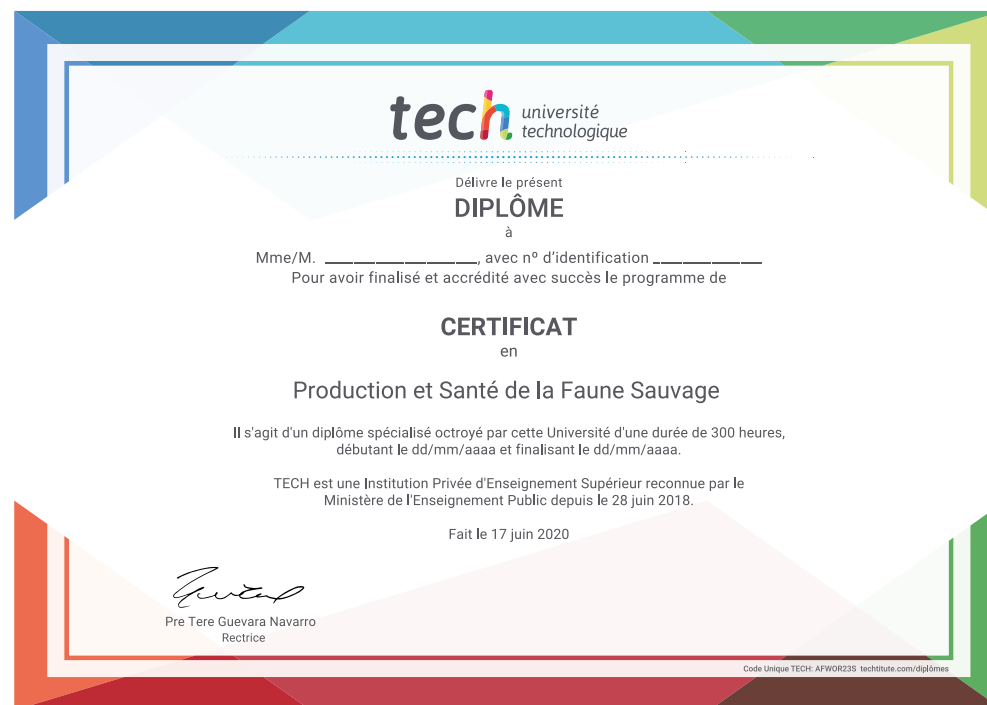 tech université
technologique
Délivre le présent
DIPLÔME
à
Mme/M. ____________________, avec nº d'identification ______________
Pour avoir finalisé et accrédité avec succès le programme de
CERTIFICAT
en
Production et Santé de la Faune Sauvage
Il s'agit d'un diplôme spécialisé octroyé par cette Université d'une durée de 300 heures,
débutant le dd/mm/aaaa et finalisant le dd/mm/aaaa.
TECH est une Institution Privée d'Enseignement Supérieur reconnue par le
Ministère de l'Enseignement Public depuis le 28 juin 2018.
Fait le 17 juin 2020
Pre Tere Guevara Navarro
Rectrice
Code Unique TECH: AFWOR23S techtitute.com/diplômes